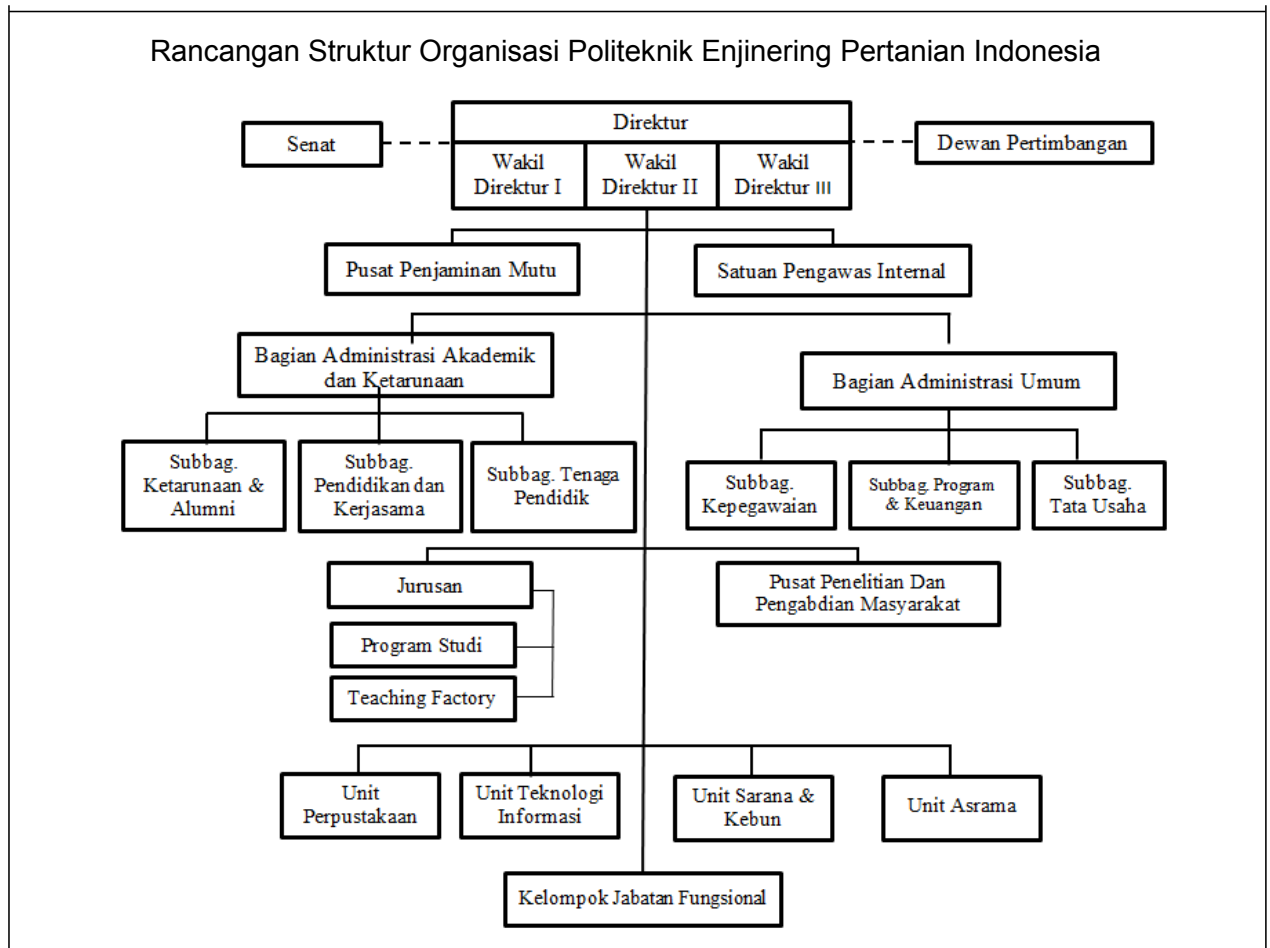 Rancangan Struktur Organisasi Politeknik Enjinering Pertanian Indonesia
Direktur
Senat
Dewan Pertimbangan
Wakil
Direktur I
Wakil
Direktur II
Wakil
Direktur III
Pusat Penjaminan Mutu
Satuan Pengawas Internal
Bagian Administrasi Akademik
dan Ketarunaan
Bagian Administrasi Umum
Subbag.
Ketarunaan &
Alumni
Subbag.
Pendidikan dan
Kerjasama
Subbag. Tenaga
Pendidik
Subbag.
Kepegawaian
Subbag. Program
& Keuangan
Subbag.
Tata Usaha
Jurusan
Pusat Penelitian Dan
Pengabdian Masyarakat
Program Studi
Teaching Factory
Unit
Perpustakaan
Unit Teknologi
Informasi
Unit Sarana &
Kebun
Unit Asrama
Kelompok Jabatan Fungsional